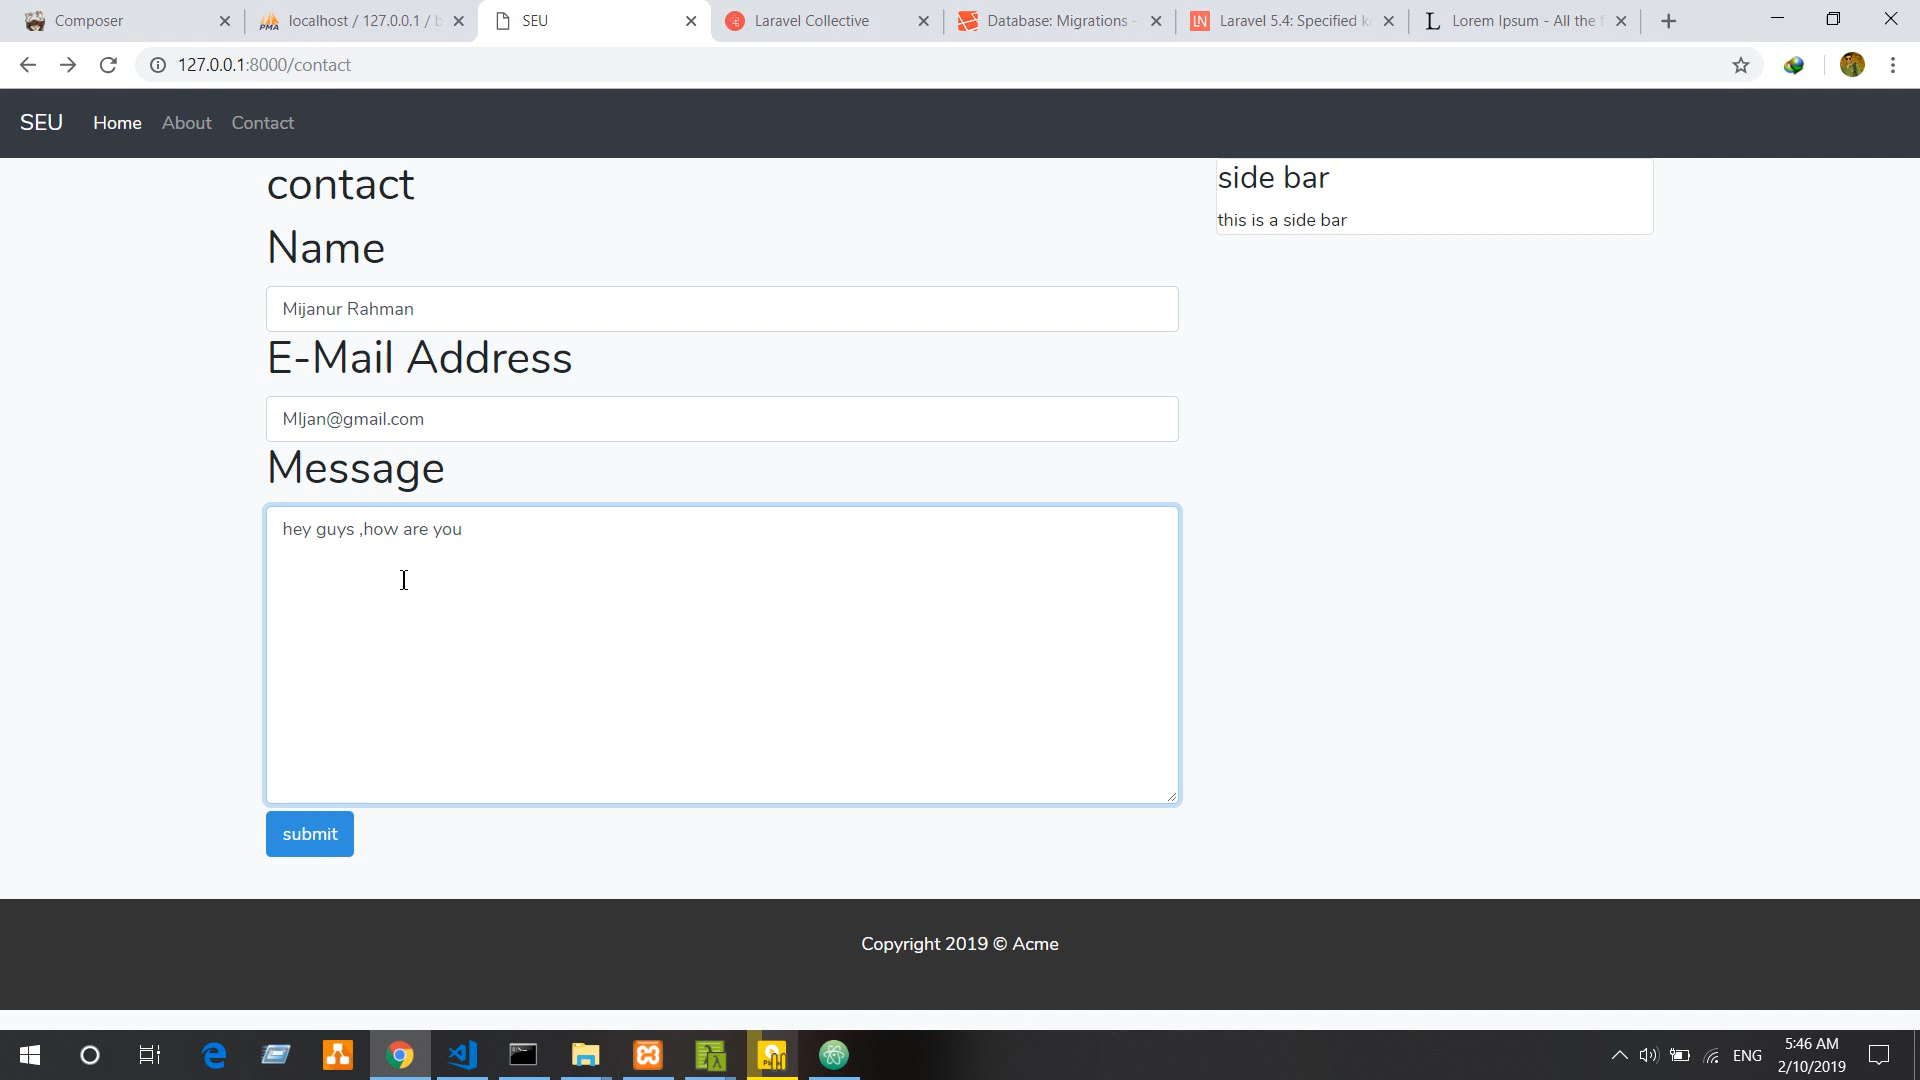 Composer
localhost / 127.0.0.1 / b
SEU
Laravel Collective
Database: Migrations -
Laravel 5.4: Specified k
Lorem Ipsum - All the f
127.0.0.1:8000/contact
SEU Home About Contact
contact
side bar
this is a side bar
Name
Mijanur Rahman
E-Mail Address
MIjan@gmail.com
Message
hey guys ,how are you
submit
Copyright 2019 © Acme
ENG
5:46 AM
2/10/2019